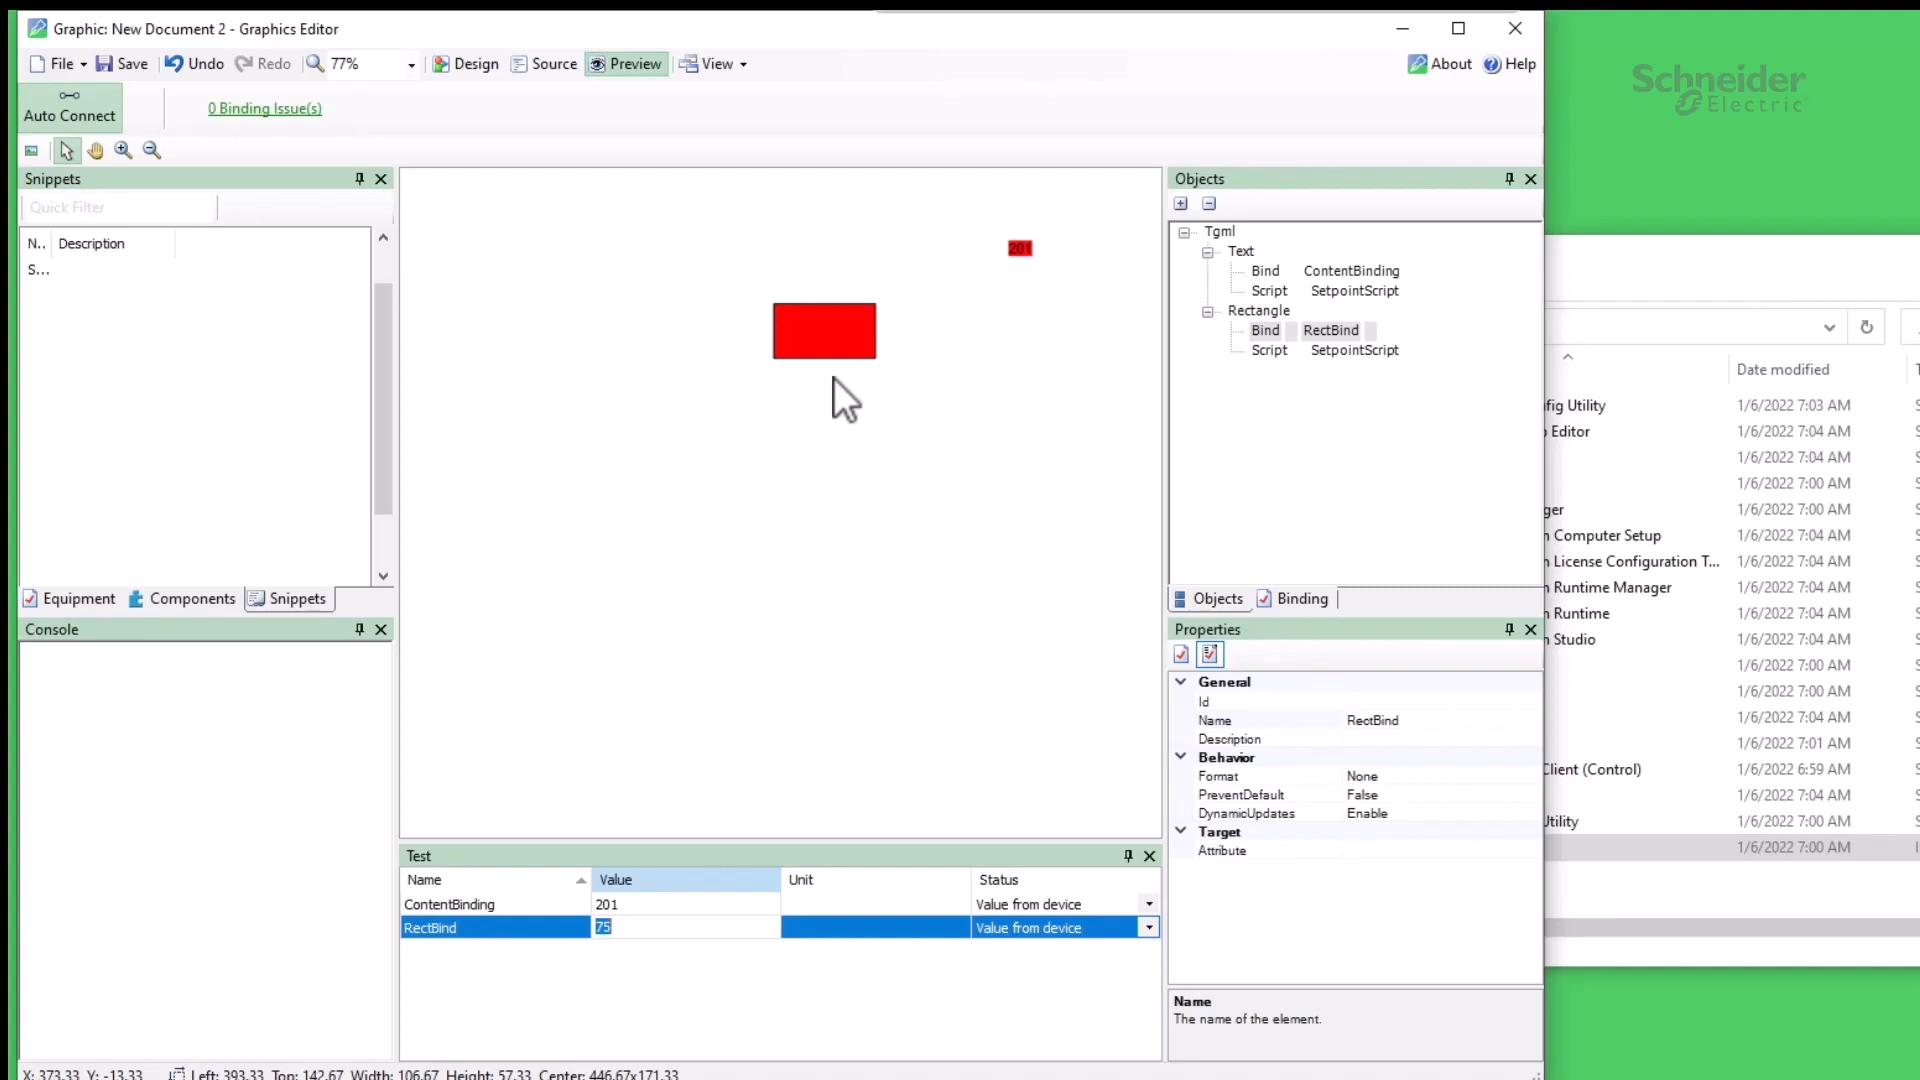 Graphic: New Document 2 - Graphics Editor
File Save Undo Redo 77% Design Source Preview View About Help
Schneider Electric
Auto Connect
0 Binding Issue(s)
Snippets
Quick Filter
N.. Description
S...
Equipment Components Snippets
Console
201
Objects
Tgml
Text
Bind ContentBinding
Script SetpointScript
Rectangle
Bind RectBind
Script SetpointScript
Objects Binding
Properties
General
Id
Name RectBind
Description
Behavior
Format None
PreventDefault False
DynamicUpdates Enable
Target
Attribute
Name
The name of the element.
Test
Name Value Unit Status
ContentBinding 201 Value from device
RectBind 75 Value from device
X: 373.33 Y: -13.33 Left: 393.33 Top: 142.67 Width: 106.67 Height: 57.33 Center: 446.67x171.33
Date modified
fig Utility 1/6/2022 7:03 AM
Editor 1/6/2022 7:04 AM
1/6/2022 7:04 AM
1/6/2022 7:00 AM
ger 1/6/2022 7:00 AM
n Computer Setup 1/6/2022 7:04 AM
n License Configuration T... 1/6/2022 7:04 AM
n Runtime Manager 1/6/2022 7:04 AM
n Runtime 1/6/2022 7:04 AM
n Studio 1/6/2022 7:04 AM
1/6/2022 7:00 AM
1/6/2022 7:00 AM
1/6/2022 7:04 AM
1/6/2022 7:01 AM
Client (Control) 1/6/2022 6:59 AM
1/6/2022 7:04 AM
Utility 1/6/2022 7:00 AM
1/6/2022 7:00 AM